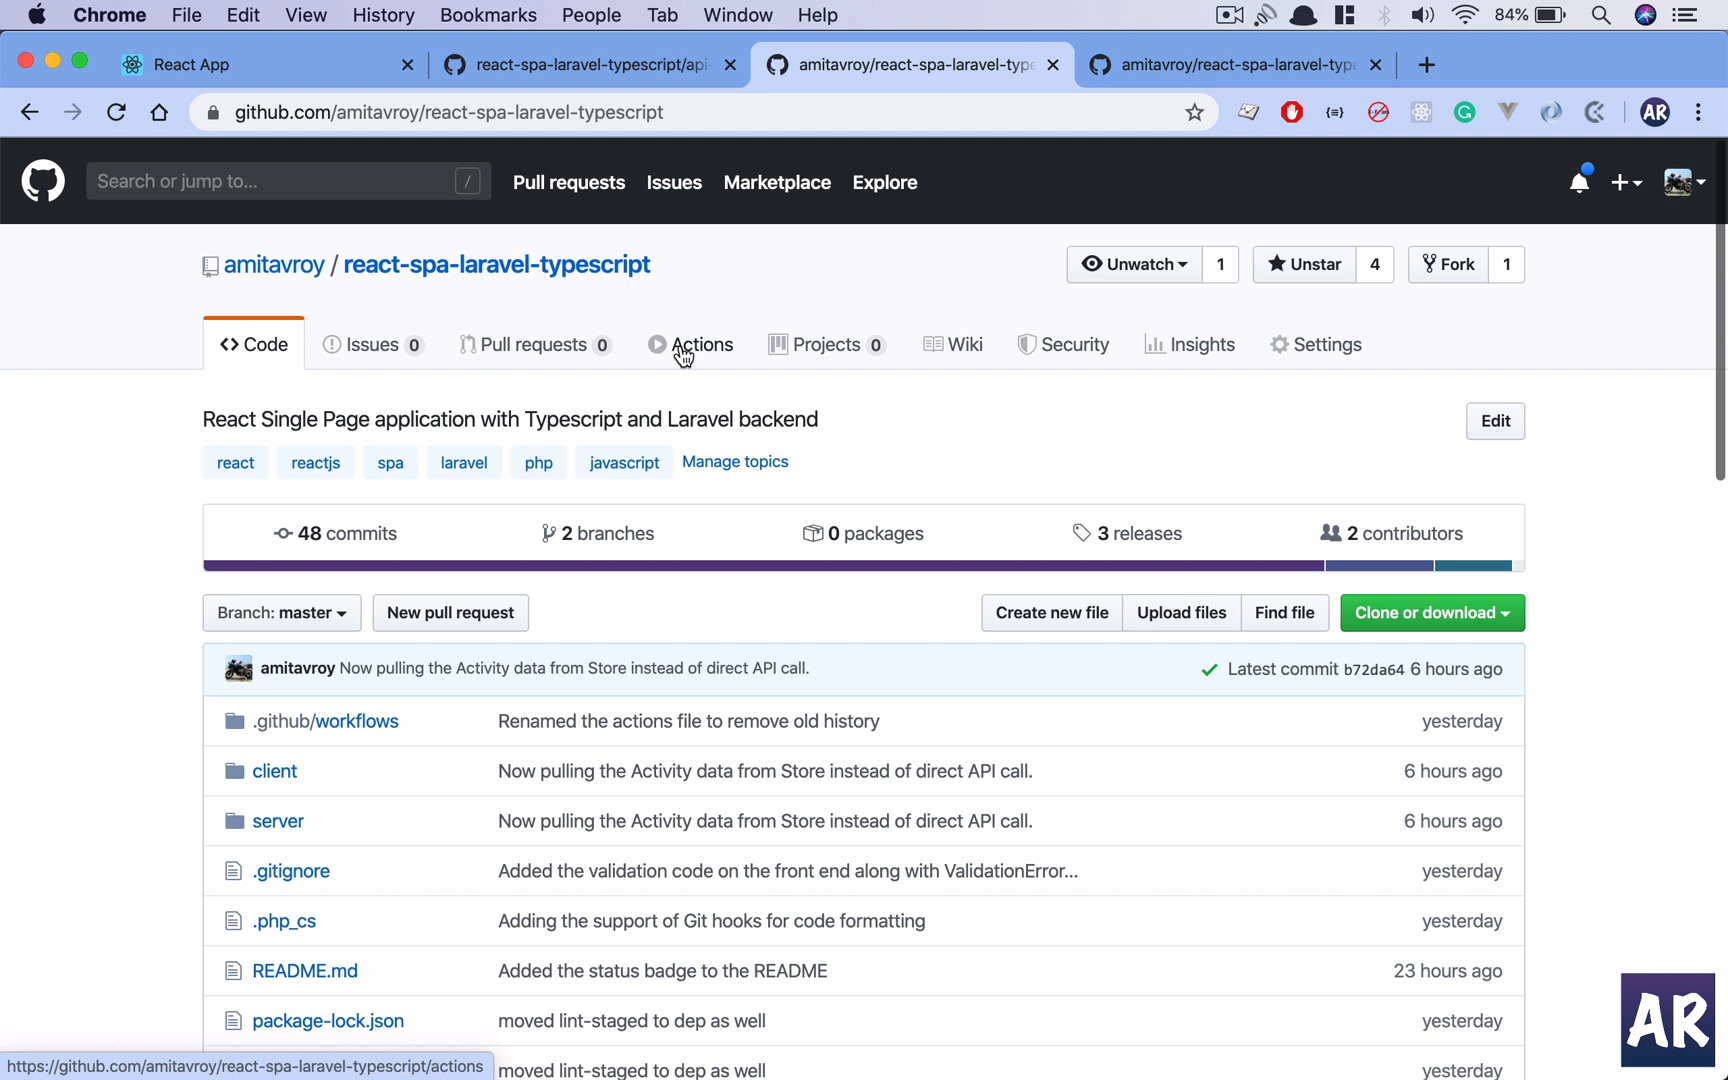 Chrome File Edit View History Bookmarks People Tab Window Help 84%
React App react-spa-laravel-typescript/api- amitavroy/react-spa-laravel-type amitavroy/react-spa-laravel-type
github.com/amitavroy/react-spa-laravel-typescript AR
Search or jump to... / Pull requests Issues Marketplace Explore
amitavroy / react-spa-laravel-typescript Unwatch 1 Unstar 4 Fork 1
Code Issues 0 Pull requests 0 Actions Projects 0 Wiki Security Insights Settings
React Single Page application with Typescript and Laravel backend Edit
react reactjs spa laravel php javascript Manage topics
48 commits 2 branches 0 packages 3 releases 2 contributors
Branch: master New pull request Create new file Upload files Find file Clone or download
amitavroy Now pulling the Activity data from Store instead of direct API call. Latest commit b72da64 6 hours ago
.github/workflows Renamed the actions file to remove old history yesterday
client Now pulling the Activity data from Store instead of direct API call. 6 hours ago
server Now pulling the Activity data from Store instead of direct API call. 6 hours ago
.gitignore Added the validation code on the front end along with ValidationError... yesterday
.php_cs Adding the support of Git hooks for code formatting yesterday
README.md Added the status badge to the README 23 hours ago
package-lock.json moved lint-staged to dep as well yesterday
moved lint-staged to dep as well yesterday
https://github.com/amitavroy/react-spa-laravel-typescript/actions
AR